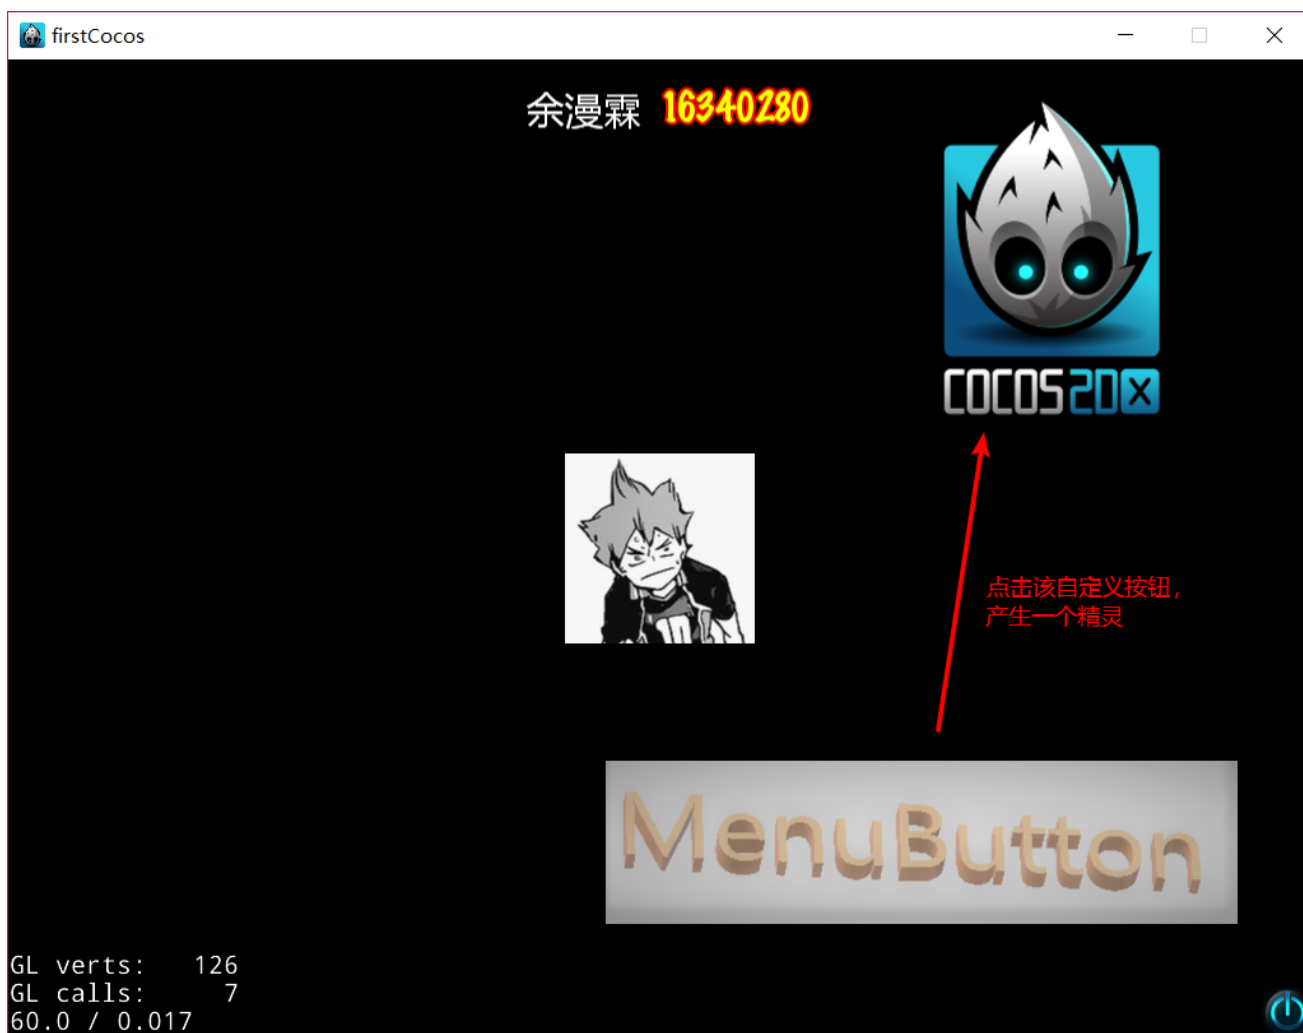 firstCocos
余漫霖 16340280
COCOS2DX
点击该自定义按钮，
产生一个精灵
MenuButton
GL verts: 126
GL calls: 7
60.0 / 0.017